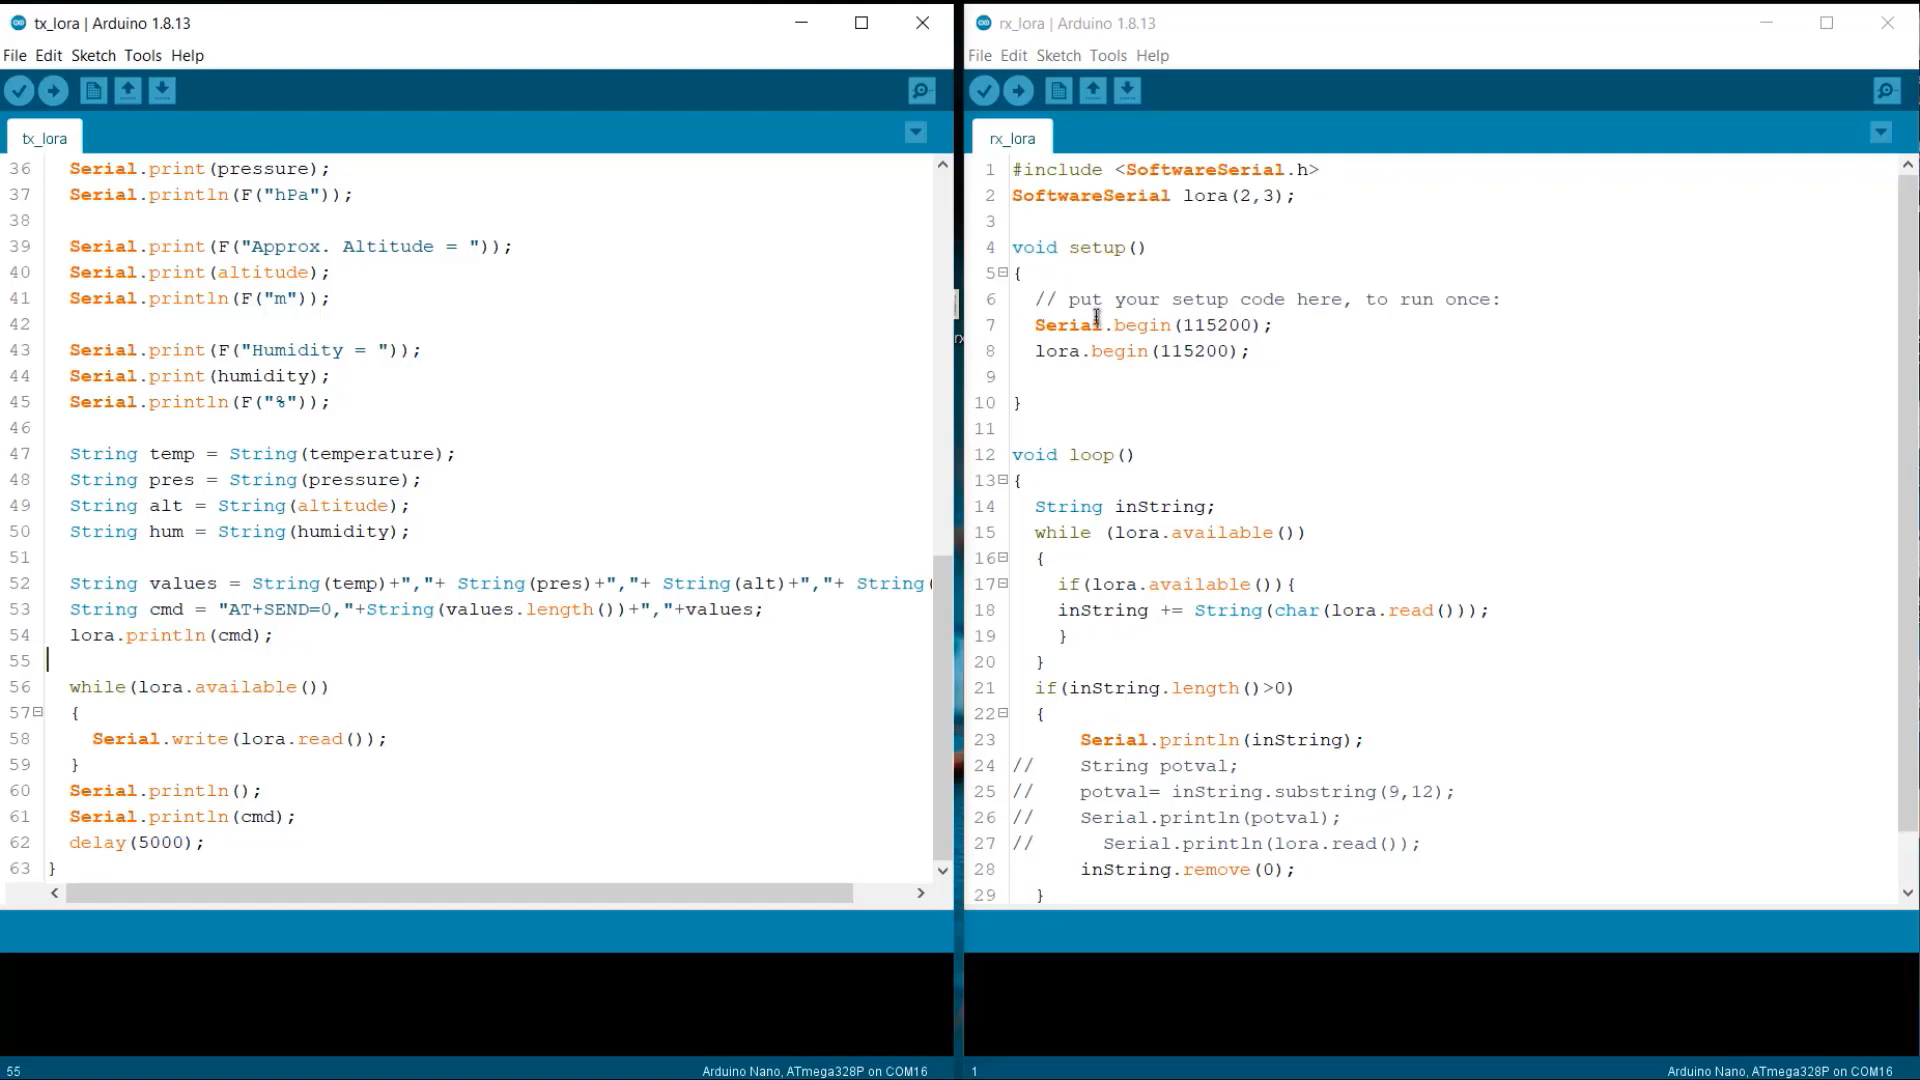 tx_lora | Arduino 1.8.13
File Edit Sketch Tools Help
tx_lora
36 Serial.print(pressure);
37 Serial.println(F("hPa"));
38
39 Serial.print(F("Approx. Altitude = "));
40 Serial.print(altitude);
41 Serial.println(F("m"));
42
43 Serial.print(F("Humidity = "));
44 Serial.print(humidity);
45 Serial.println(F("%"));
46
47 String temp = String(temperature);
48 String pres = String(pressure);
49 String alt = String(altitude);
50 String hum = String(humidity);
51
52 String values = String(temp)+","+ String(pres)+","+ String(alt)+","+ String(
53 String cmd = "AT+SEND=0,"+String(values.length())+","+values;
54 lora.println(cmd);
55
56 while(lora.available())
57 {
58 Serial.write(lora.read());
59 }
60 Serial.println();
61 Serial.println(cmd);
62 delay(5000);
63 }
55
Arduino Nano, ATmega328P on COM16
rx_lora | Arduino 1.8.13
File Edit Sketch Tools Help
rx_lora
1 #include <SoftwareSerial.h>
2 SoftwareSerial lora(2,3);
3
4 void setup()
5 {
6 // put your setup code here, to run once:
7 Serial.begin(115200);
8 lora.begin(115200);
9
10 }
11
12 void loop()
13 {
14 String inString;
15 while (lora.available())
16 {
17 if(lora.available()){
18 inString += String(char(lora.read()));
19 }
20 }
21 if(inString.length()>0)
22 {
23 Serial.println(inString);
24 // String potval;
25 // potval= inString.substring(9,12);
26 // Serial.println(potval);
27 // Serial.println(lora.read());
28 inString.remove(0);
29 }
1
Arduino Nano, ATmega328P on COM16